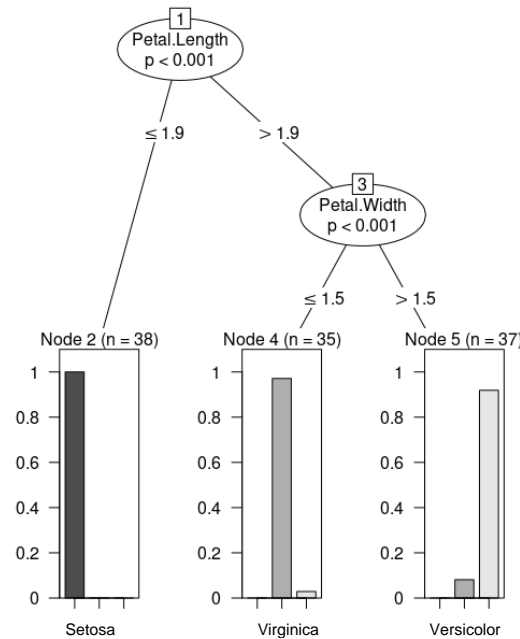 1
Petal.Length
p < 0.001
≤ 1.9
> 1.9
3
Petal.Width
p < 0.001
≤ 1.5
> 1.5
Node 2 (n = 38)
1
0.8
0.6
0.4
0.2
0
Setosa
Node 4 (n = 35)
1
0.8
0.6
0.4
0.2
0
Virginica
Node 5 (n = 37)
1
0.8
0.6
0.4
0.2
0
Versicolor